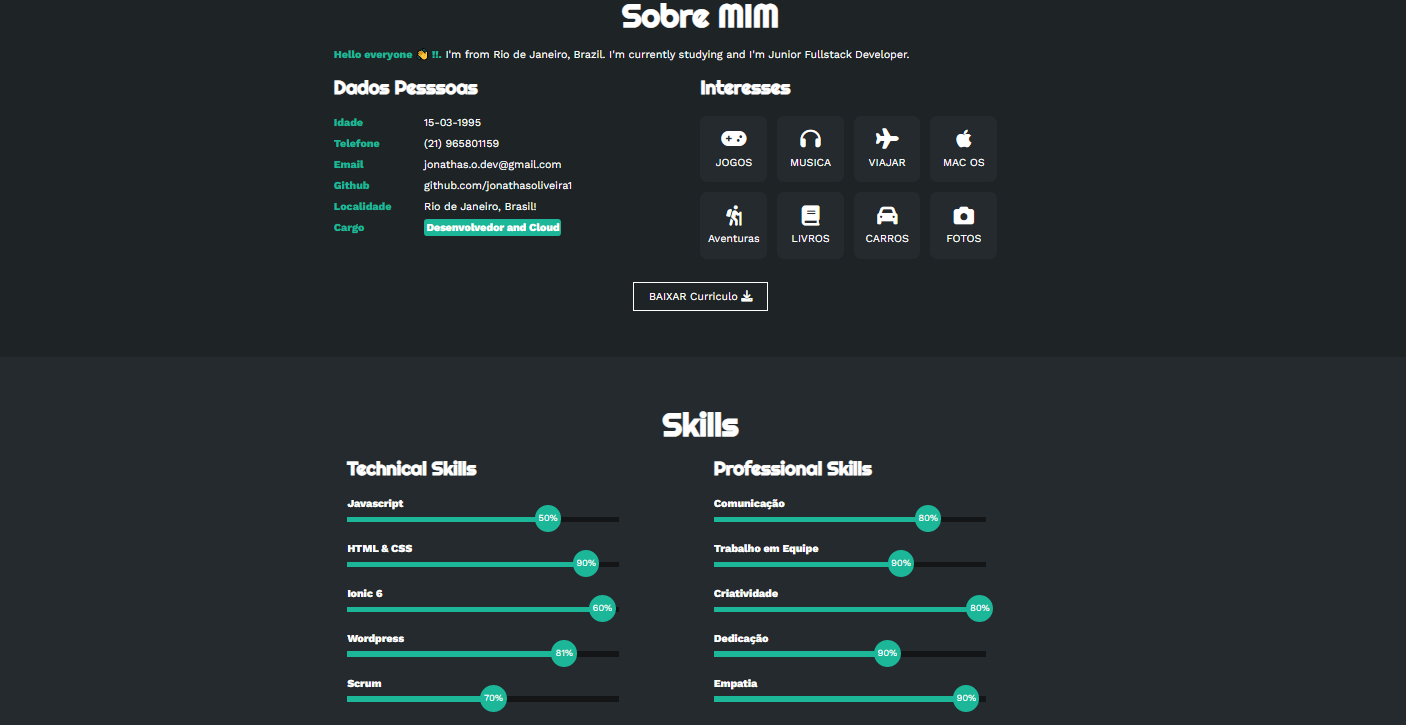 Sobre MIM
Hello everyone 👋 !!. I'm from Rio de Janeiro, Brazil. I'm currently studying and I'm Junior Fullstack Developer.
Dados Pesssoas
Idade 15-03-1995
Telefone (21) 965801159
Email jonathas.o.dev@gmail.com
Github github.com/jonathasoliveira1
Localidade Rio de Janeiro, Brasil!
Cargo Desenvolvedor and Cloud
Interesses
JOGOS MUSICA VIAJAR MAC OS
Aventuras LIVROS CARROS FOTOS
BAIXAR Curriculo
Skills
Technical Skills
Javascript
50%
HTML & CSS
90%
Ionic 6
60%
Wordpress
81%
Scrum
70%
Professional Skills
Comunicação
80%
Trabalho em Equipe
90%
Criatividade
80%
Dedicação
90%
Empatia
90%